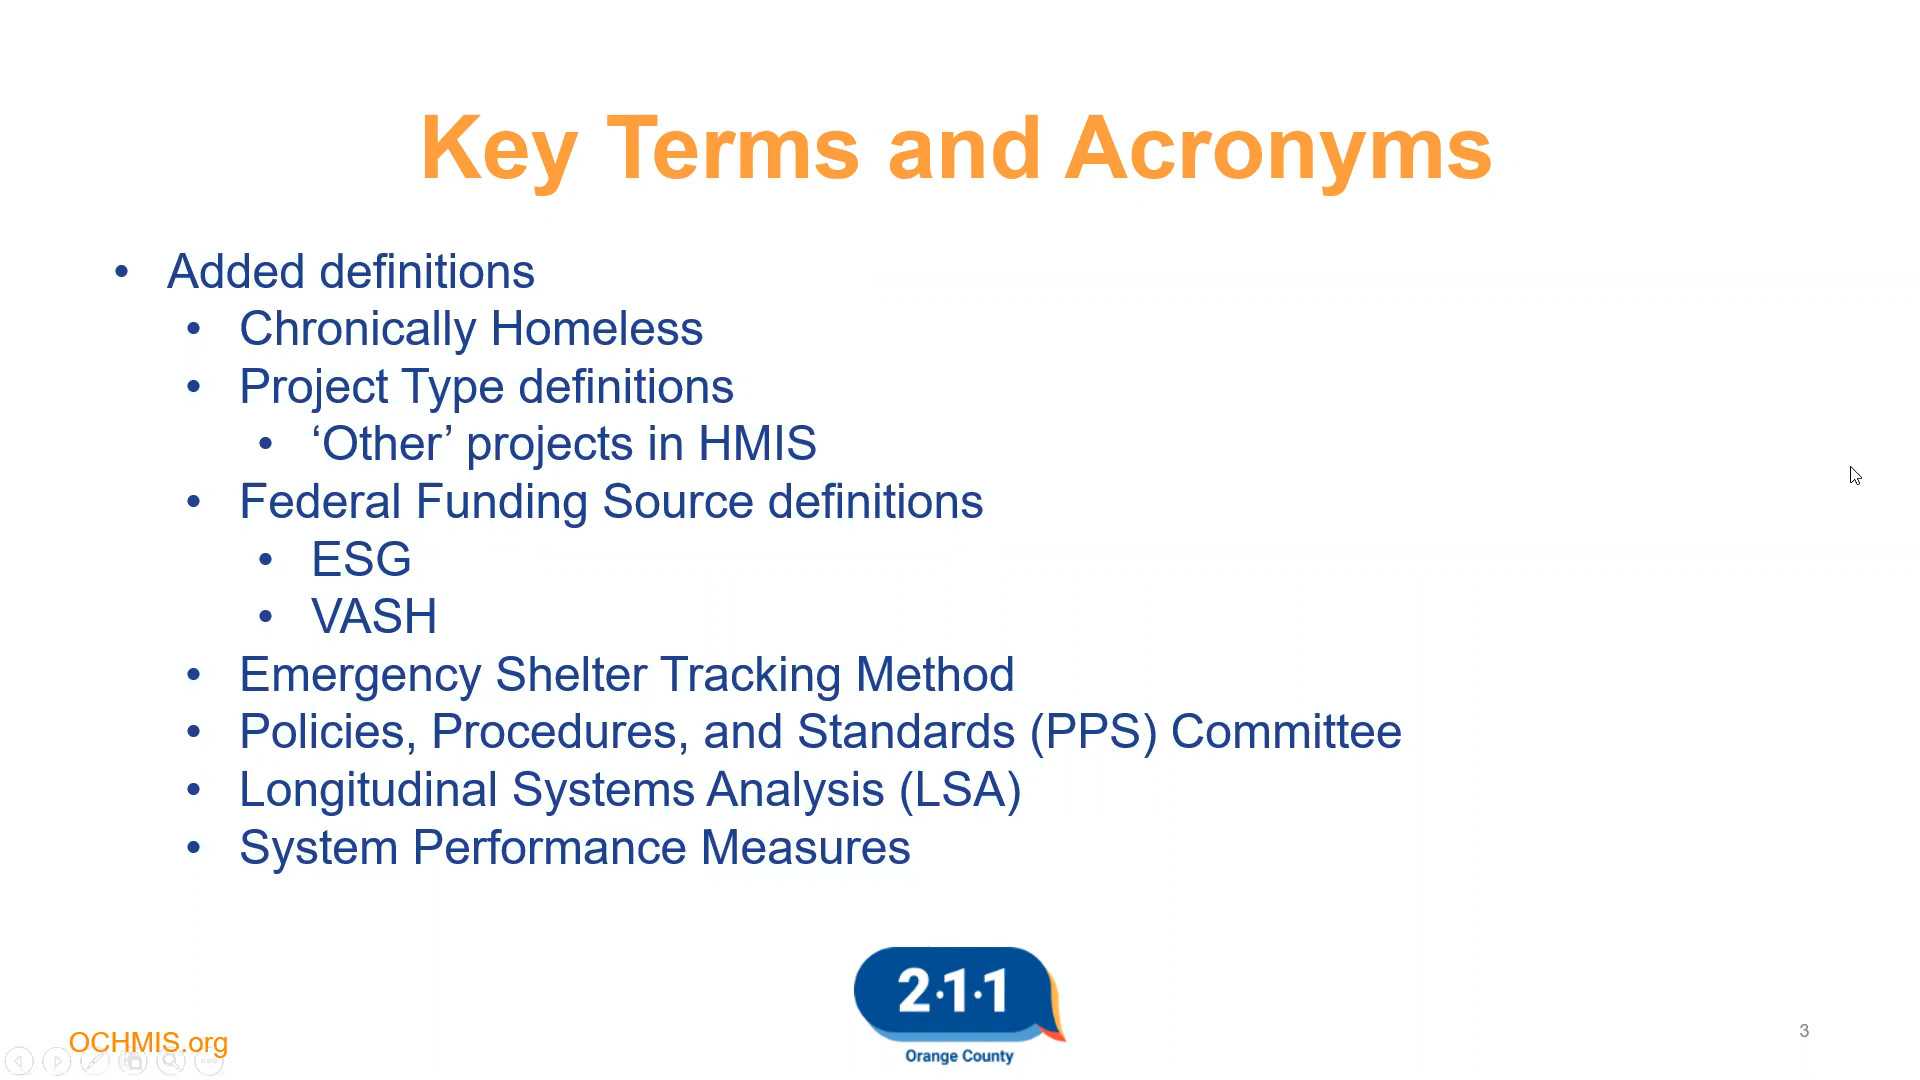 Key Terms and Acronyms
• Added definitions
• Chronically Homeless
• Project Type definitions
• ‘Other’ projects in HMIS
• Federal Funding Source definitions
• ESG
• VASH
• Emergency Shelter Tracking Method
• Policies, Procedures, and Standards (PPS) Committee
• Longitudinal Systems Analysis (LSA)
• System Performance Measures
2·1·1
Orange County
OCHMIS.org
3